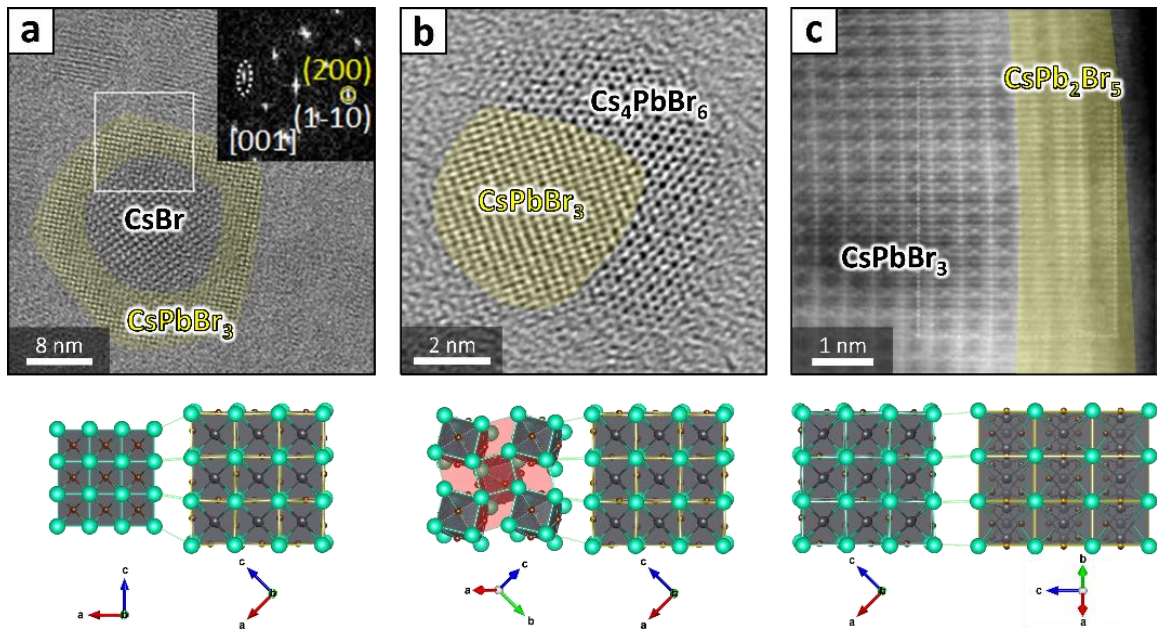 a
(200)
(1-10)
[001]
CsBr
CsPbBr₃
8 nm
b
Cs₄PbBr₆
CsPbBr₃
2 nm
c
CsPb₂Br₅
CsPbBr₃
1 nm
c
a
b
c
b
a
c
a
b
c
b
a
c
b
a
b
c
a